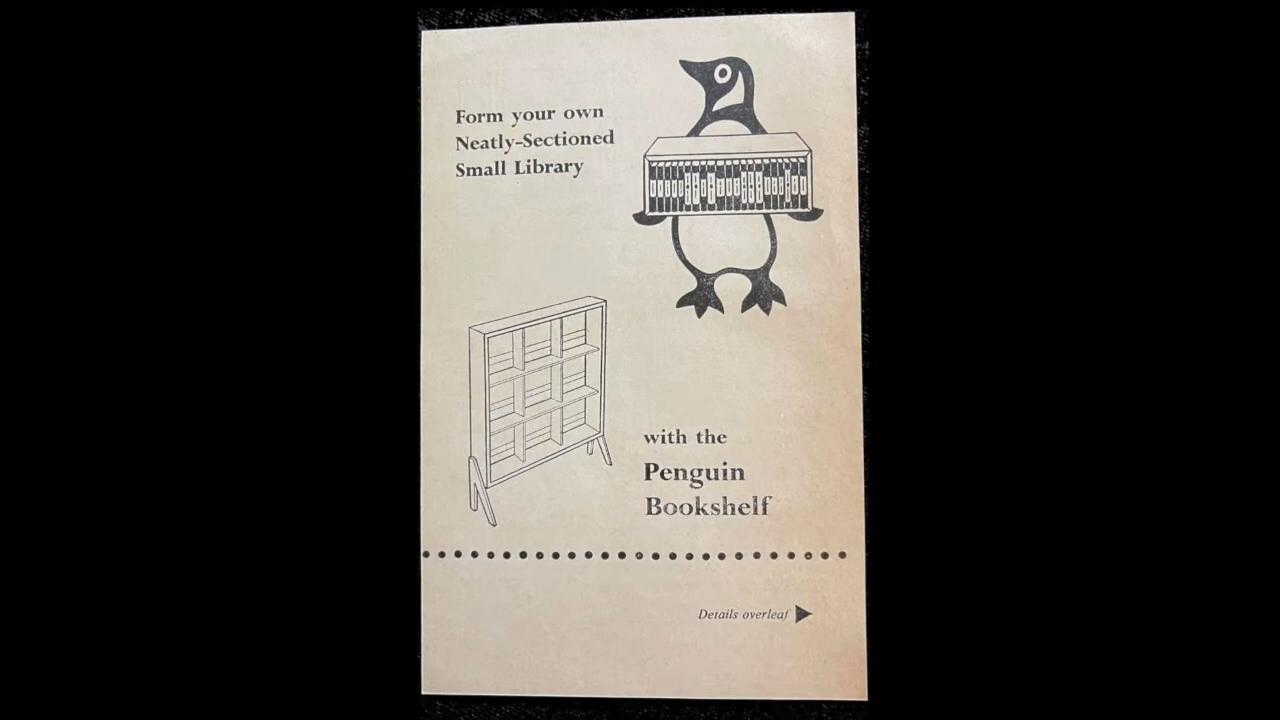 Form your own
Neatly-Sectioned
Small Library
with the
Penguin
Bookshelf
Details overleaf